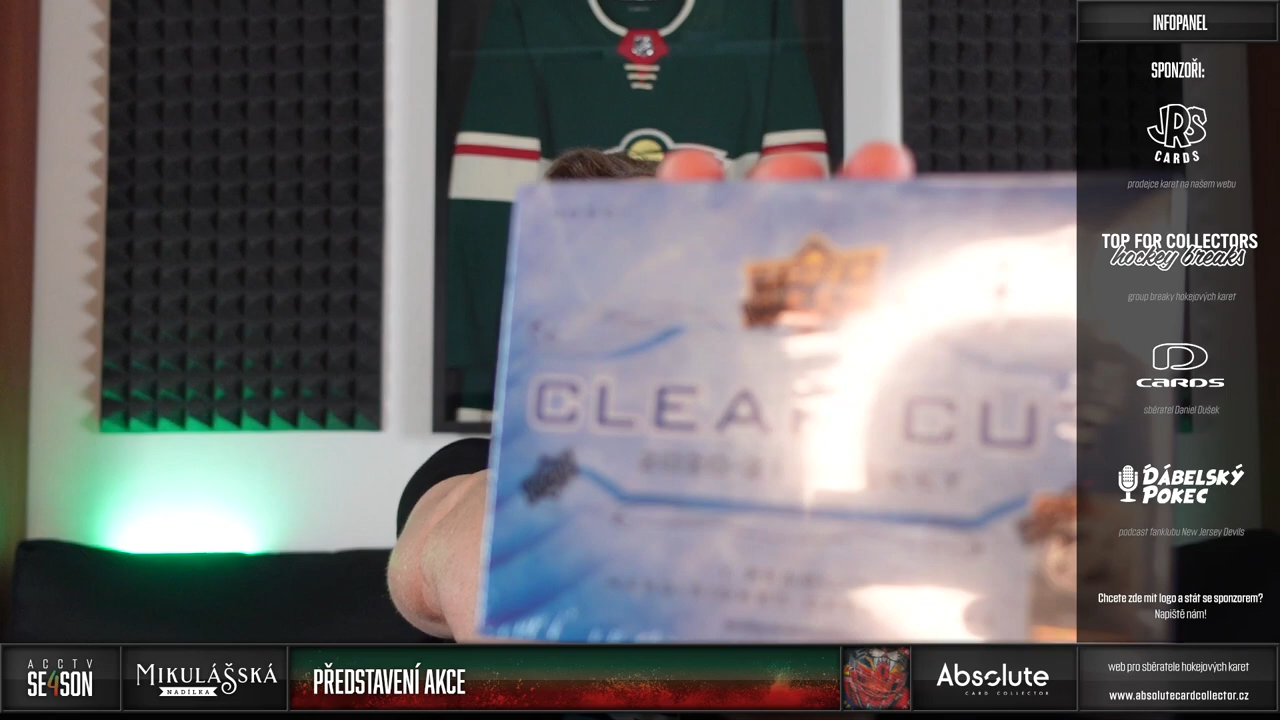 INFOPANEL
SPONZOŘI:
JRS
CARDS
prodejce karet na našem webu
TOP FOR COLLECTORS
hockey breaks
group breaky hokejových karet
CARDS
sběratel Daniel Dušek
ĎÁBELSKÝ
POKEC
podcast fanklubu New Jersey Devils
Chcete zde mít logo a stát se sponzorem?
Napiště nám!
CLEAR CUT
ACCTV
SE4SON
MIKULÁŠSKÁ
NADÍLKA
PŘEDSTAVENÍ AKCE
Absolute
CARD COLLECTOR
web pro sběratele hokejových karet
www.absolutecardcollector.cz